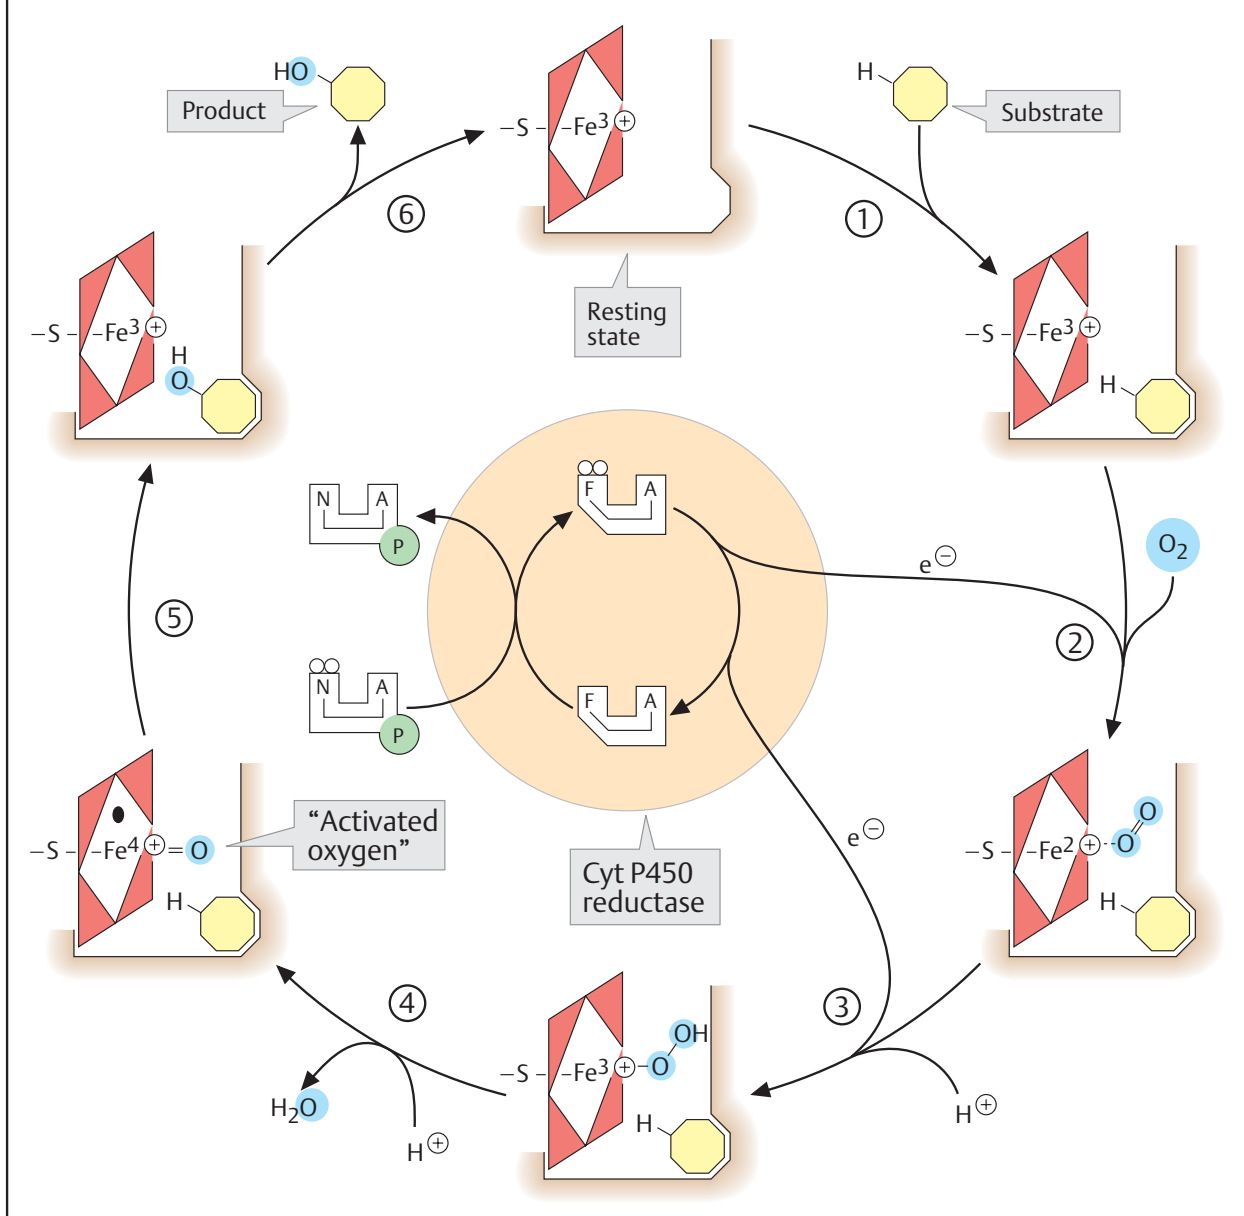 HO
Product
–S––Fe3⊕
H
Substrate
①
⑥
Resting
state
–S––Fe3⊕
H
O
–S––Fe3⊕
H
N A
P
F A
e⊖
O2
②
⑤
N A
P
F A
e⊖
"Activated
oxygen"
Cyt P450
reductase
–S––Fe4⊕=O
H
–S––Fe2⊕--O
O
H
④
③
–S––Fe3⊕–O
OH
H
H2O
H⊕
H⊕